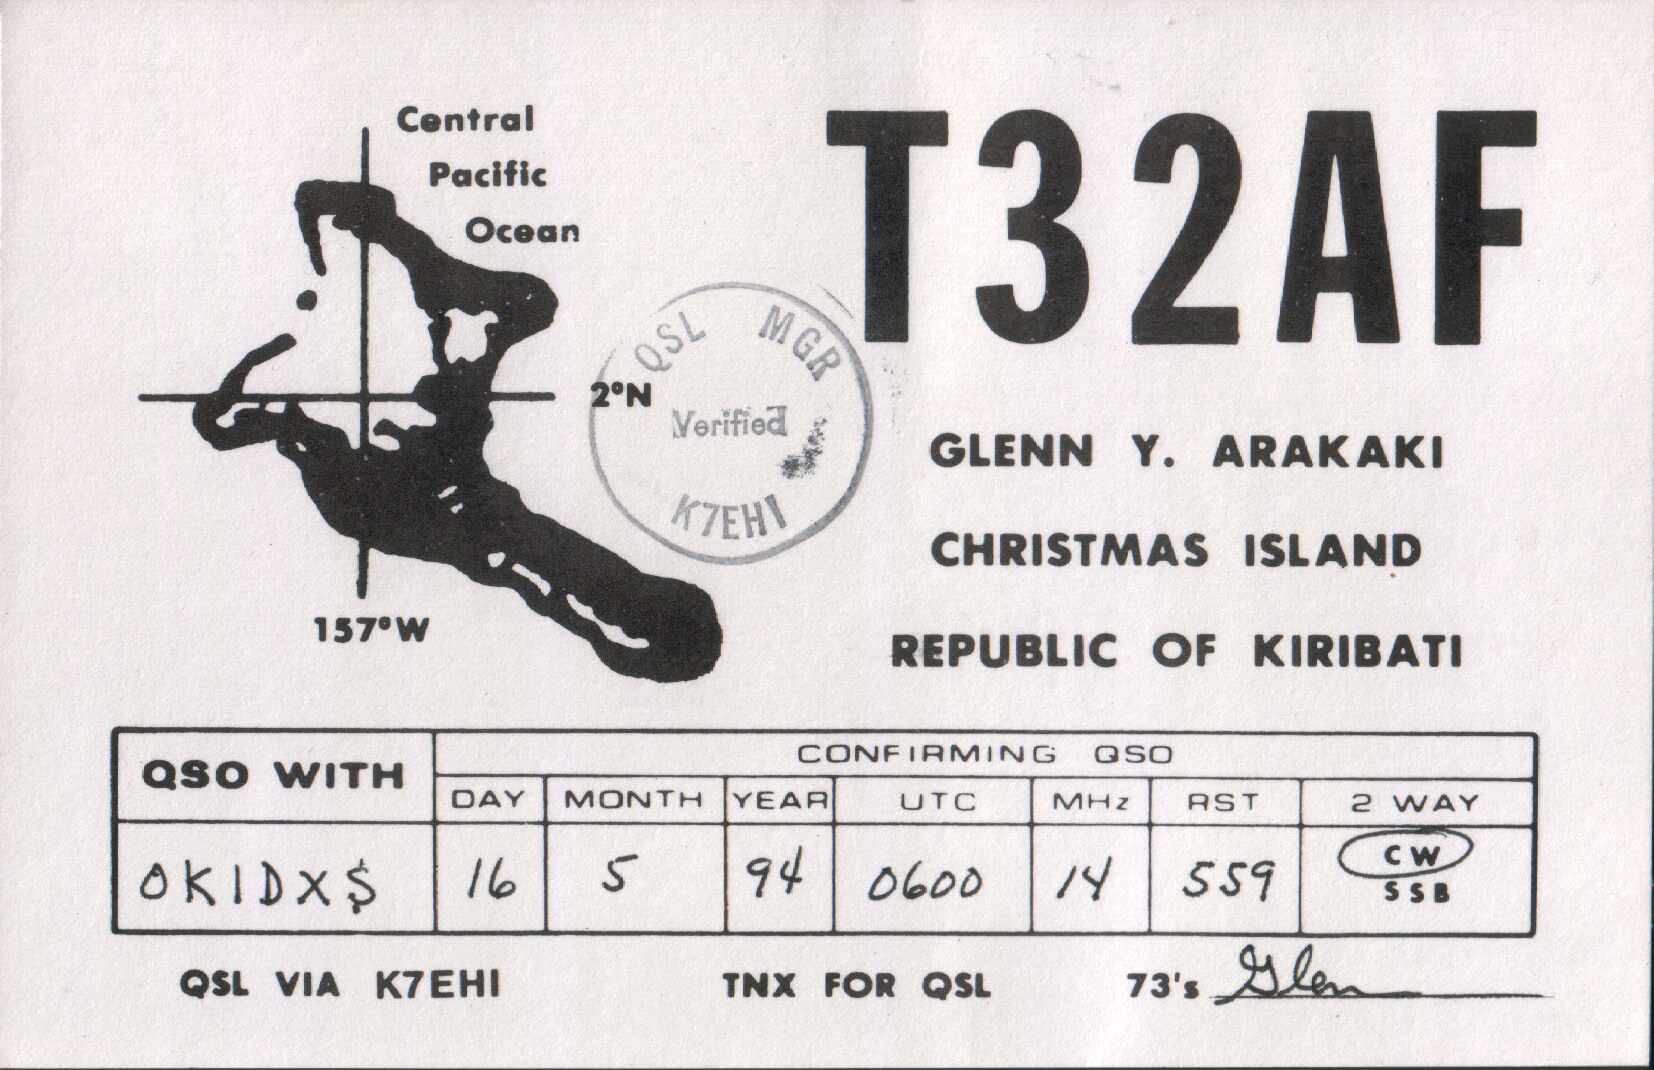 Central
Pacific
Ocean
T32AF
2°N
157°W
QSL MGR
Verified
K7EHI
GLENN Y. ARAKAKI
CHRISTMAS ISLAND
REPUBLIC OF KIRIBATI
QSO WITH
CONFIRMING QSO
DAY MONTH YEAR UTC MHz RST 2 WAY
OK1DX$ 16 5 94 0600 14 559 CW
SSB
QSL VIA K7EHI TNX FOR QSL 73's Glen